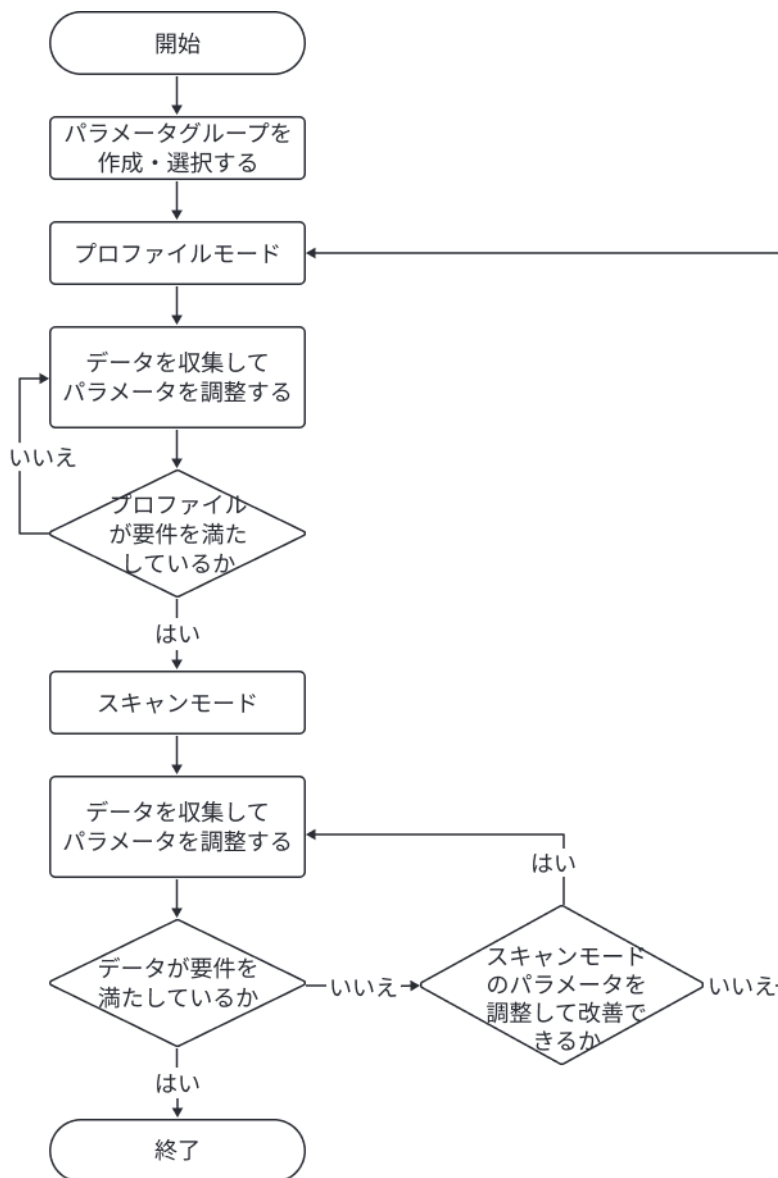 開始
パラメータグループを
作成・選択する
プロファイルモード
データを収集して
パラメータを調整する
いいえ
プロファイル
が要件を満た
しているか
はい
スキャンモード
データを収集して
パラメータを調整する
はい
データが要件を
満たしているか
いいえ
スキャンモード
のパラメータを
調整して改善で
きるか
いいえ
はい
終了